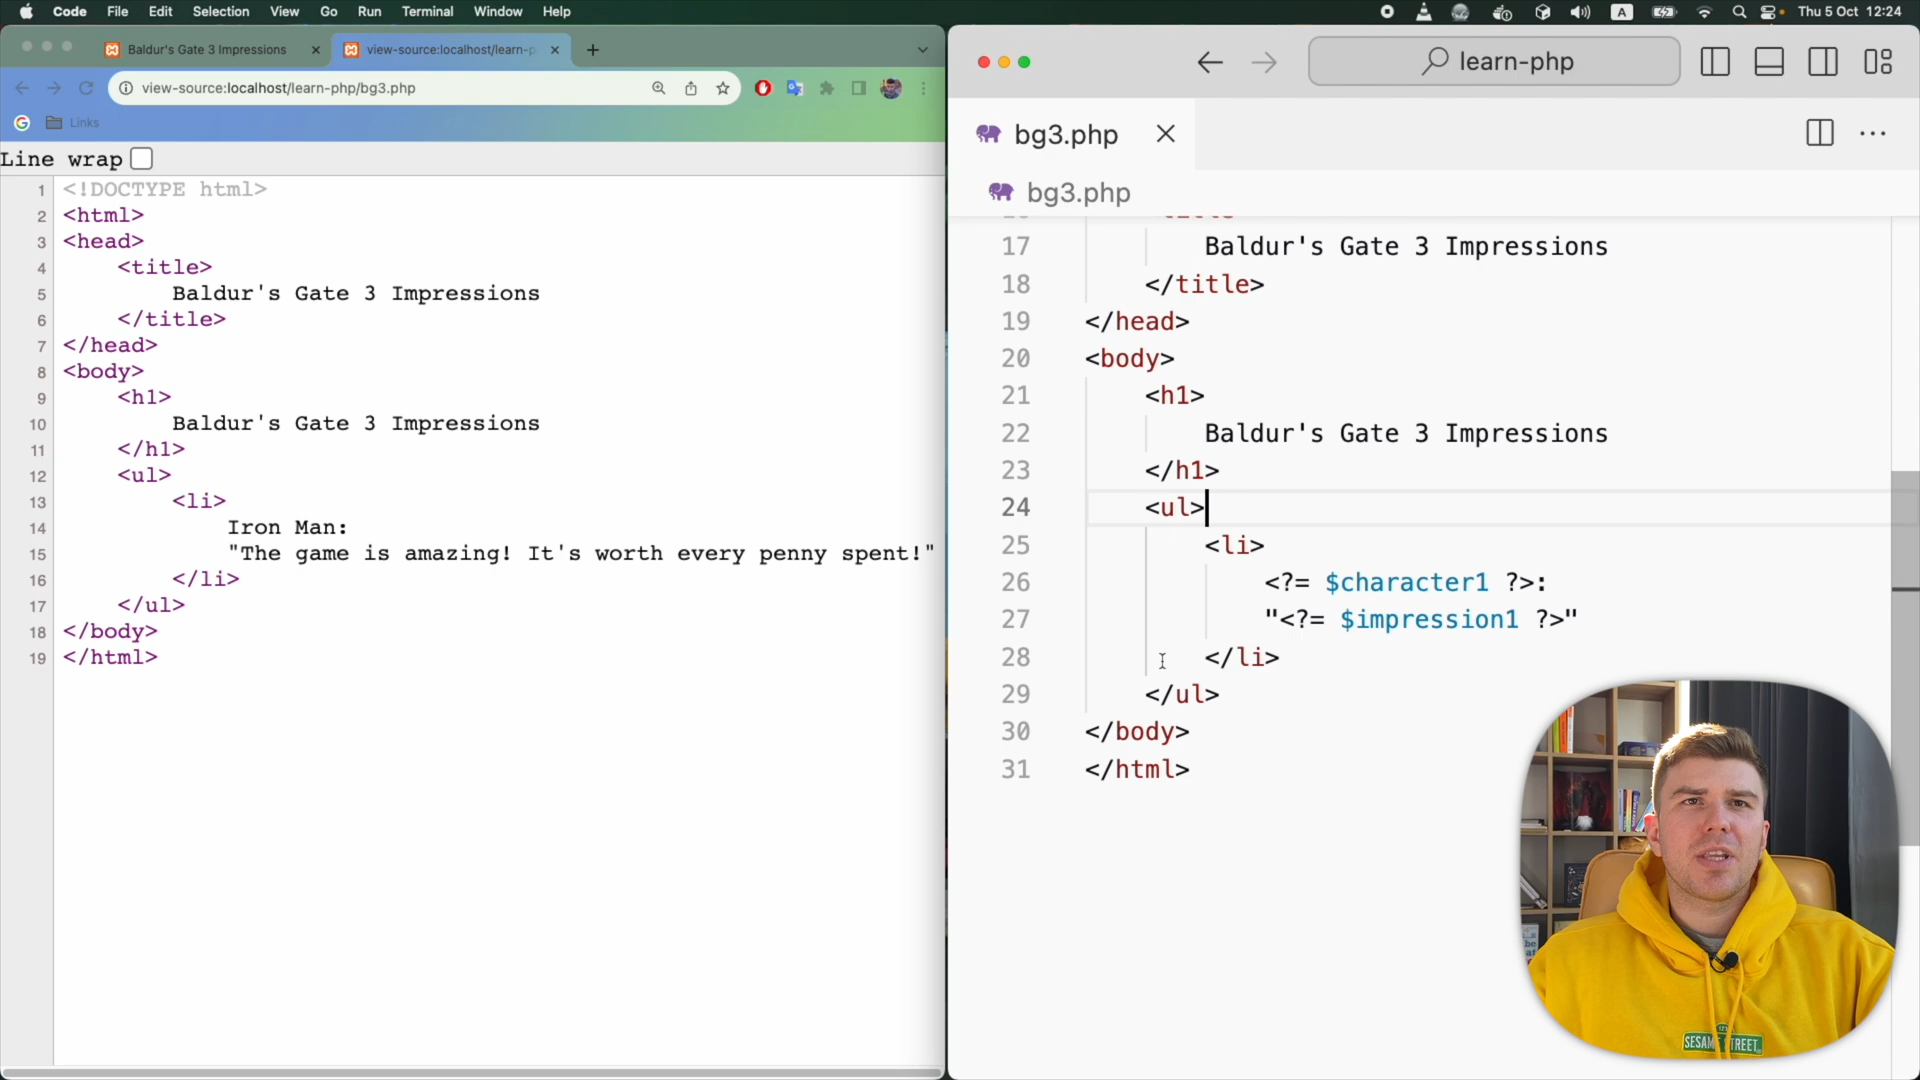 Code File Edit Selection View Go Run Terminal Window Help
A
Thu 5 Oct 12:24
Baldur's Gate 3 Impressions
view-source:localhost/learn-p
view-source:localhost/learn-php/bg3.php
Links
Line wrap
1 <!DOCTYPE html>
2 <html>
3 <head>
4 <title>
5 Baldur's Gate 3 Impressions
6 </title>
7 </head>
8 <body>
9 <h1>
10 Baldur's Gate 3 Impressions
11 </h1>
12 <ul>
13 <li>
14 Iron Man:
15 "The game is amazing! It's worth every penny spent!"
16 </li>
17 </ul>
18 </body>
19 </html>
learn-php
bg3.php
bg3.php
17 Baldur's Gate 3 Impressions
18 </title>
19 </head>
20 <body>
21 <h1>
22 Baldur's Gate 3 Impressions
23 </h1>
24 <ul>
25 <li>
26 <?= $character1 ?>:
27 "<?= $impression1 ?>"
28 </li>
29 </ul>
30 </body>
31 </html>
SESAME STREET